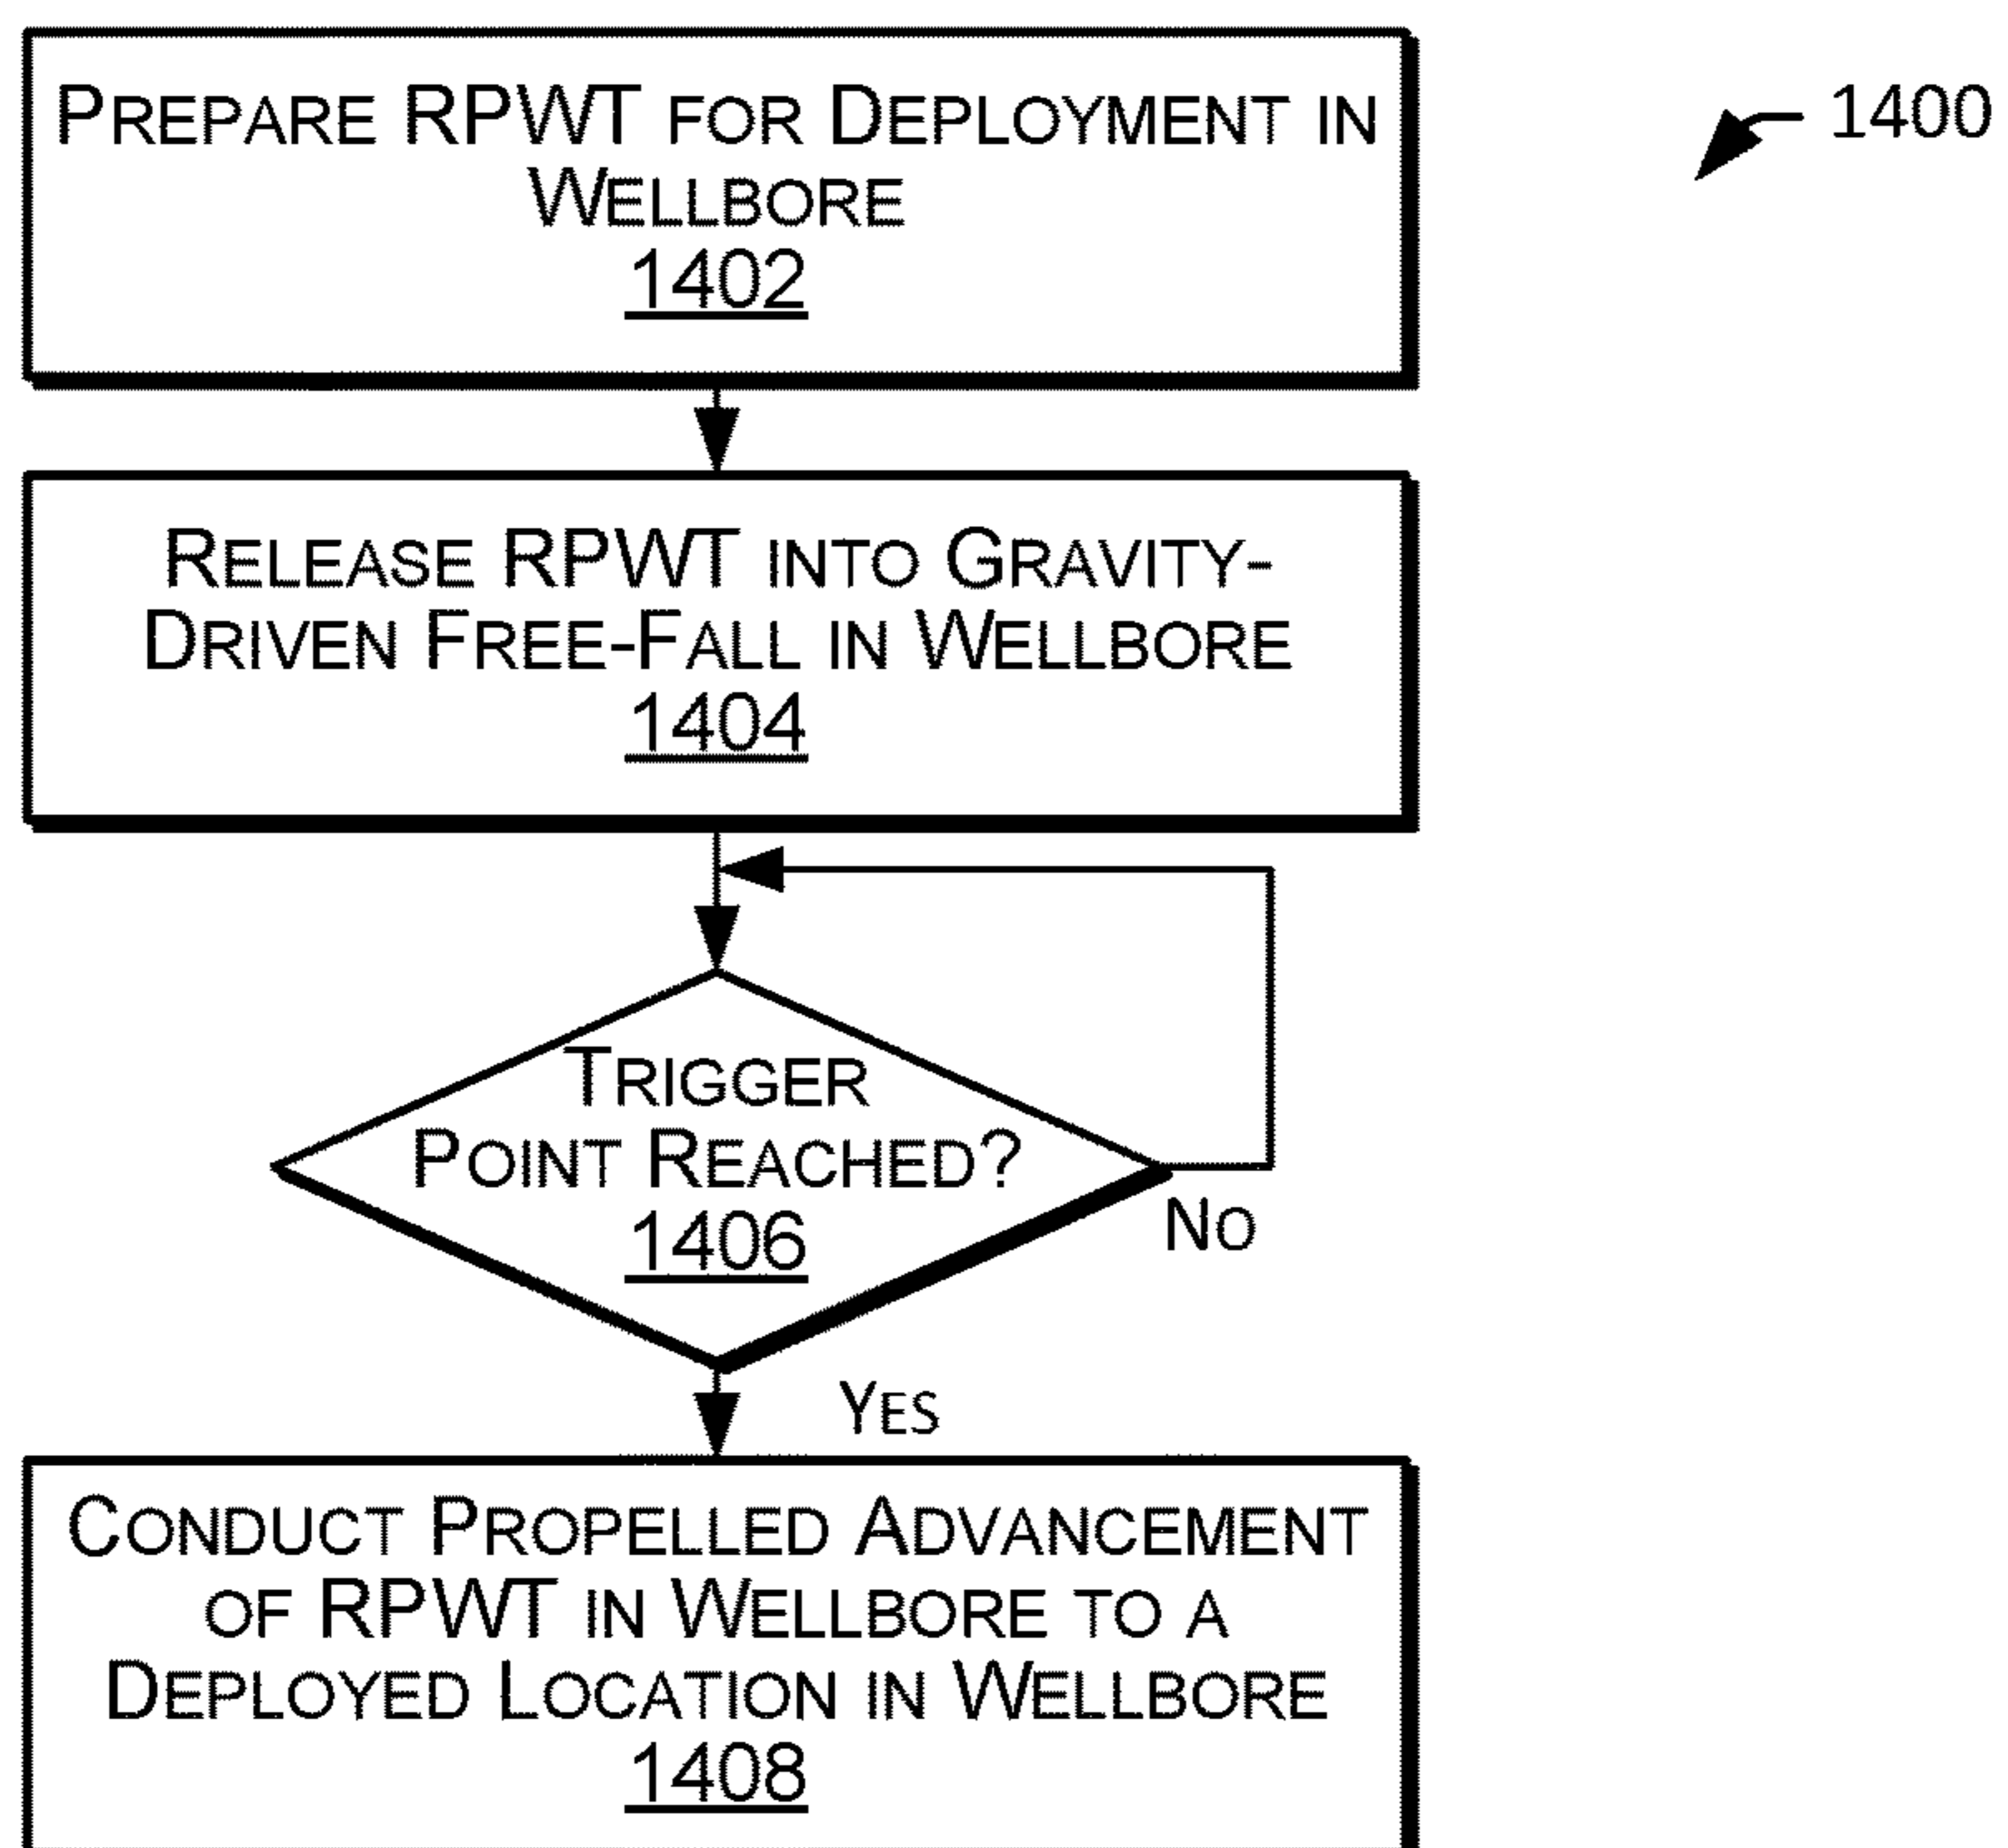 PREPARE RPWT FOR DEPLOYMENT IN
WELLBORE
1402
1400
RELEASE RPWT INTO GRAVITY-
DRIVEN FREE-FALL IN WELLBORE
1404
TRIGGER
POINT REACHED?
1406
NO
YES
CONDUCT PROPELLED ADVANCEMENT
OF RPWT IN WELLBORE TO A
DEPLOYED LOCATION IN WELLBORE
1408